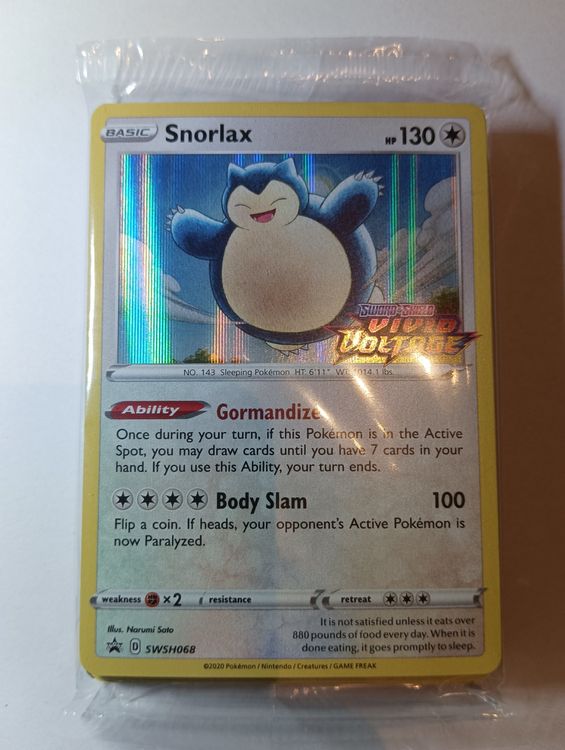 BASIC Snorlax HP 130
SWORD & SHIELD
VIVID
VOLTAGE
NO. 143 Sleeping Pokémon HT: 6'11" WT: 1014.1 lbs.
Ability Gormandize
Once during your turn, if this Pokémon is in the Active
Spot, you may draw cards until you have 7 cards in your
hand. If you use this Ability, your turn ends.
Body Slam 100
Flip a coin. If heads, your opponent's Active Pokémon is
now Paralyzed.
weakness ×2 resistance retreat
Illus. Narumi Sato
D SWSH068
It is not satisfied unless it eats over
880 pounds of food every day. When it is
done eating, it goes promptly to sleep.
©2020 Pokémon / Nintendo / Creatures / GAME FREAK